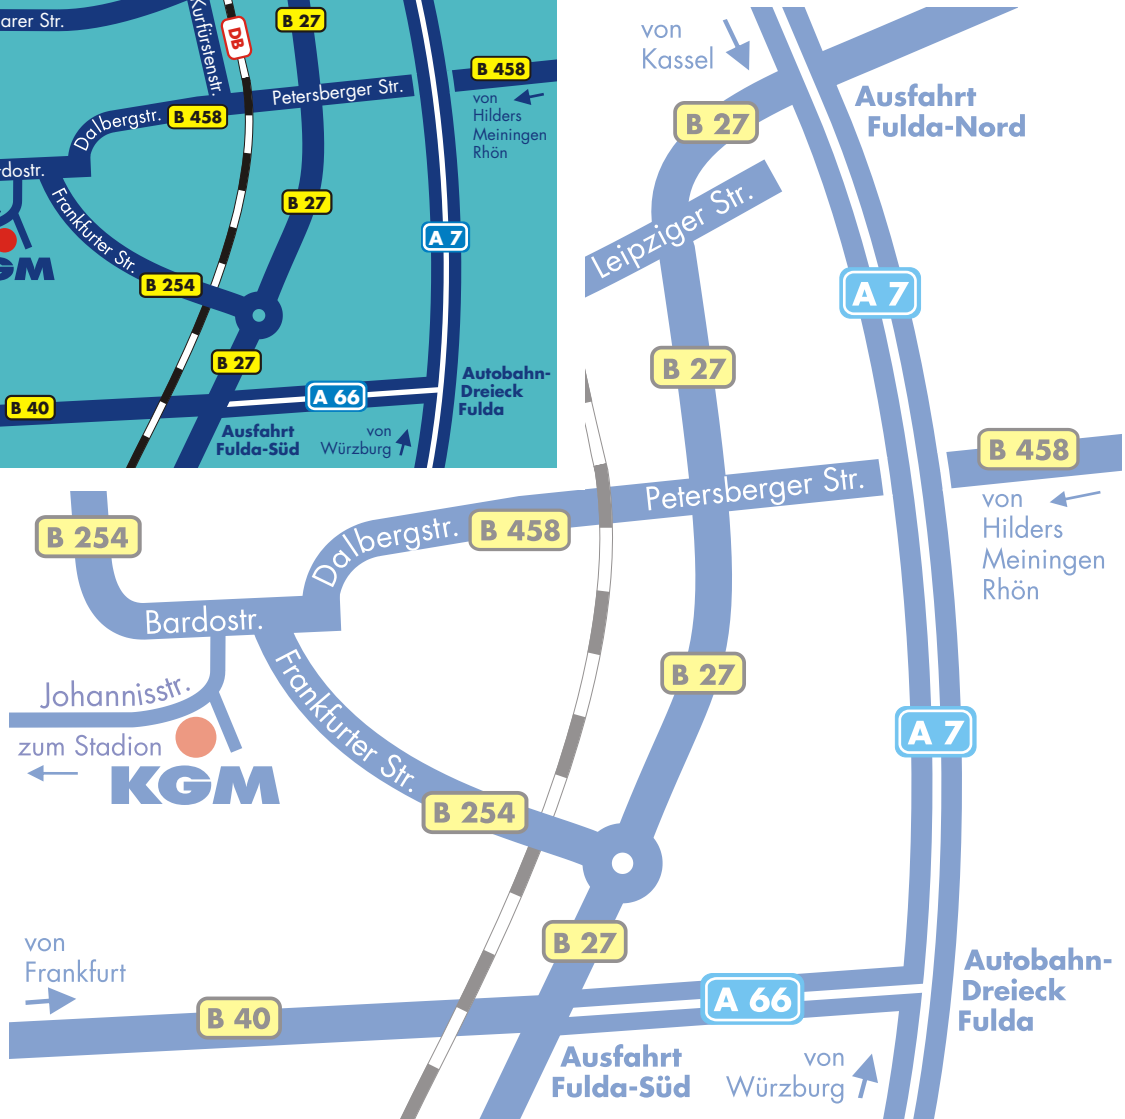 arer Str.
Kurfürstenstr.
DB
B 27
B 458
Petersberger Str.
von
Hilders
Meiningen
Rhön
Dalbergstr.
B 458
dostr.
Frankfurter Str.
B 27
A 7
GM
B 254
B 27
Autobahn-
Dreieck
Fulda
A 66
B 40
Ausfahrt
Fulda-Süd
von
Würzburg
von
Kassel
Ausfahrt
Fulda-Nord
B 27
Leipziger Str.
A 7
B 27
B 458
Petersberger Str.
von
Hilders
Meiningen
Rhön
B 254
Dalbergstr.
B 458
Bardostr.
Johannisstr.
zum Stadion
KGM
Frankfurter Str.
B 27
A 7
B 254
B 27
von
Frankfurt
B 40
A 66
Autobahn-
Dreieck
Fulda
Ausfahrt
Fulda-Süd
von
Würzburg